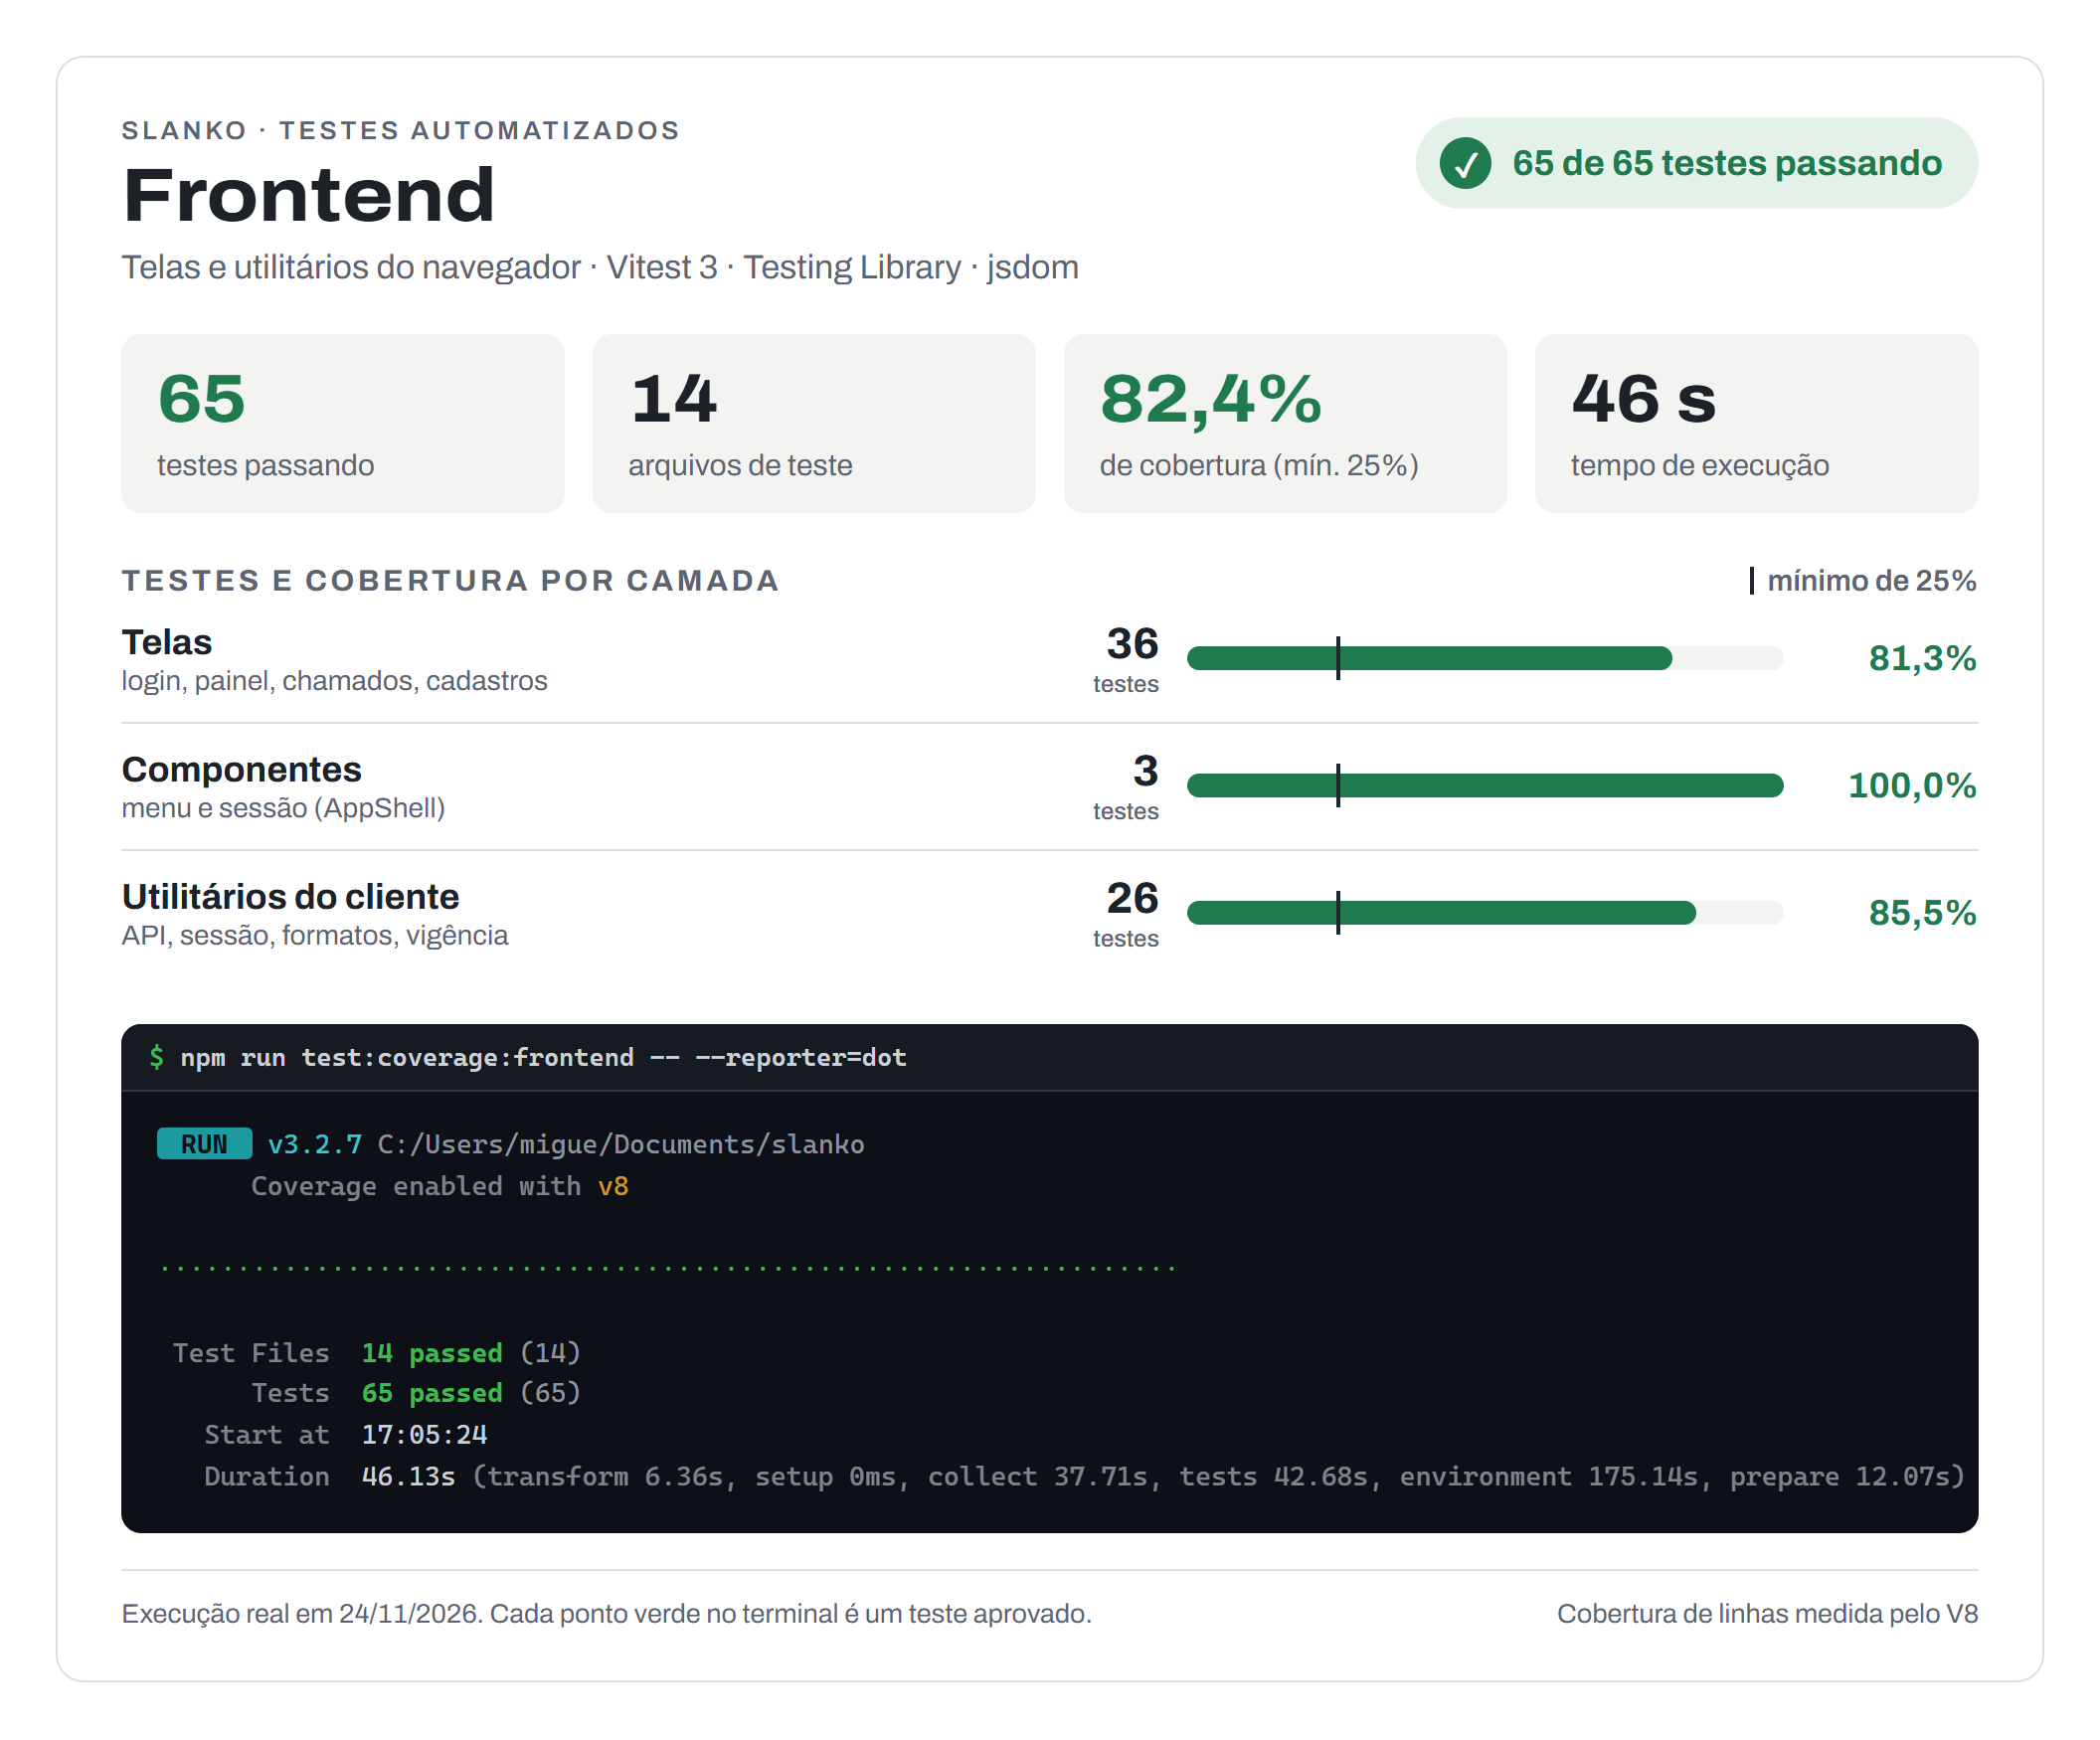 SLANKO · TESTES AUTOMATIZADOS
Frontend
Telas e utilitários do navegador · Vitest 3 · Testing Library · jsdom
✓ 65 de 65 testes passando
65
testes passando
14
arquivos de teste
82,4%
de cobertura (mín. 25%)
46 s
tempo de execução
TESTES E COBERTURA POR CAMADA
mínimo de 25%
Telas
login, painel, chamados, cadastros
36
testes
81,3%
Componentes
menu e sessão (AppShell)
3
testes
100,0%
Utilitários do cliente
API, sessão, formatos, vigência
26
testes
85,5%
$ npm run test:coverage:frontend -- --reporter=dot
RUN v3.2.7 C:/Users/migue/Documents/slanko
Coverage enabled with v8
·································································
Test Files 14 passed (14)
Tests 65 passed (65)
Start at 17:05:24
Duration 46.13s (transform 6.36s, setup 0ms, collect 37.71s, tests 42.68s, environment 175.14s, prepare 12.07s)
Execução real em 24/11/2026. Cada ponto verde no terminal é um teste aprovado.
Cobertura de linhas medida pelo V8